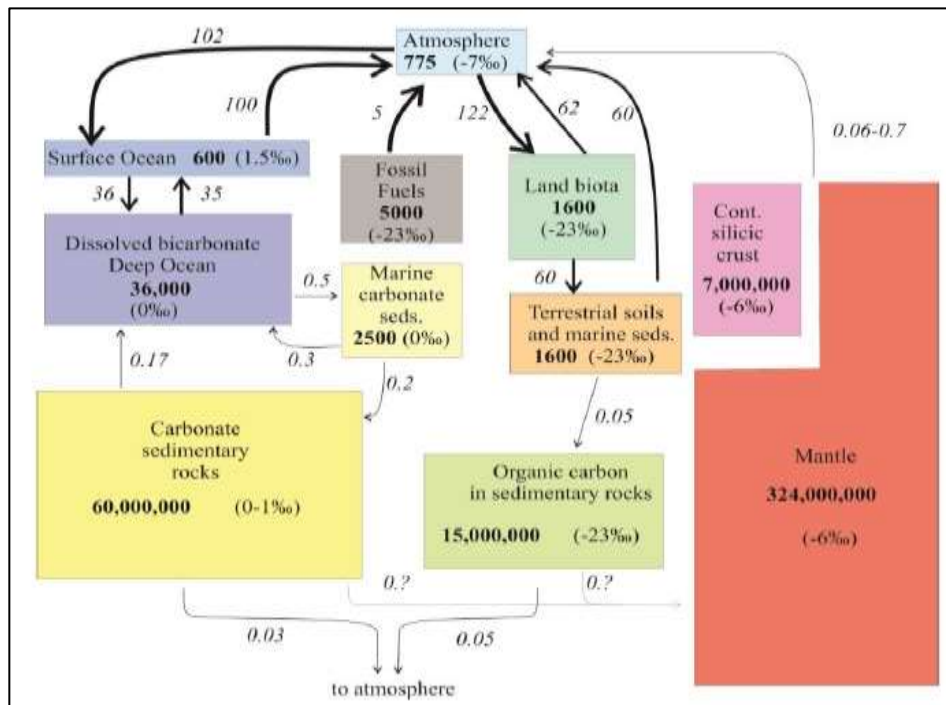 102
Atmosphere
775 (-7‰)
100
5
122
62
60
0.06-0.7
Surface Ocean 600 (1.5‰)
36
35
Fossil
Fuels
5000
(-23‰)
Land biota
1600
(-23‰)
Cont.
silicic
crust
7,000,000
(-6‰)
Dissolved bicarbonate
Deep Ocean
36,000
(0‰)
0.5
Marine
carbonate
seds.
2500 (0‰)
60
Terrestrial soils
and marine seds.
1600 (-23‰)
0.17
0.3
0.2
0.05
Carbonate
sedimentary
rocks
60,000,000 (0-1‰)
Organic carbon
in sedimentary rocks
15,000,000 (-23‰)
Mantle
324,000,000
(-6‰)
0.?
0.?
0.03
0.05
to atmosphere